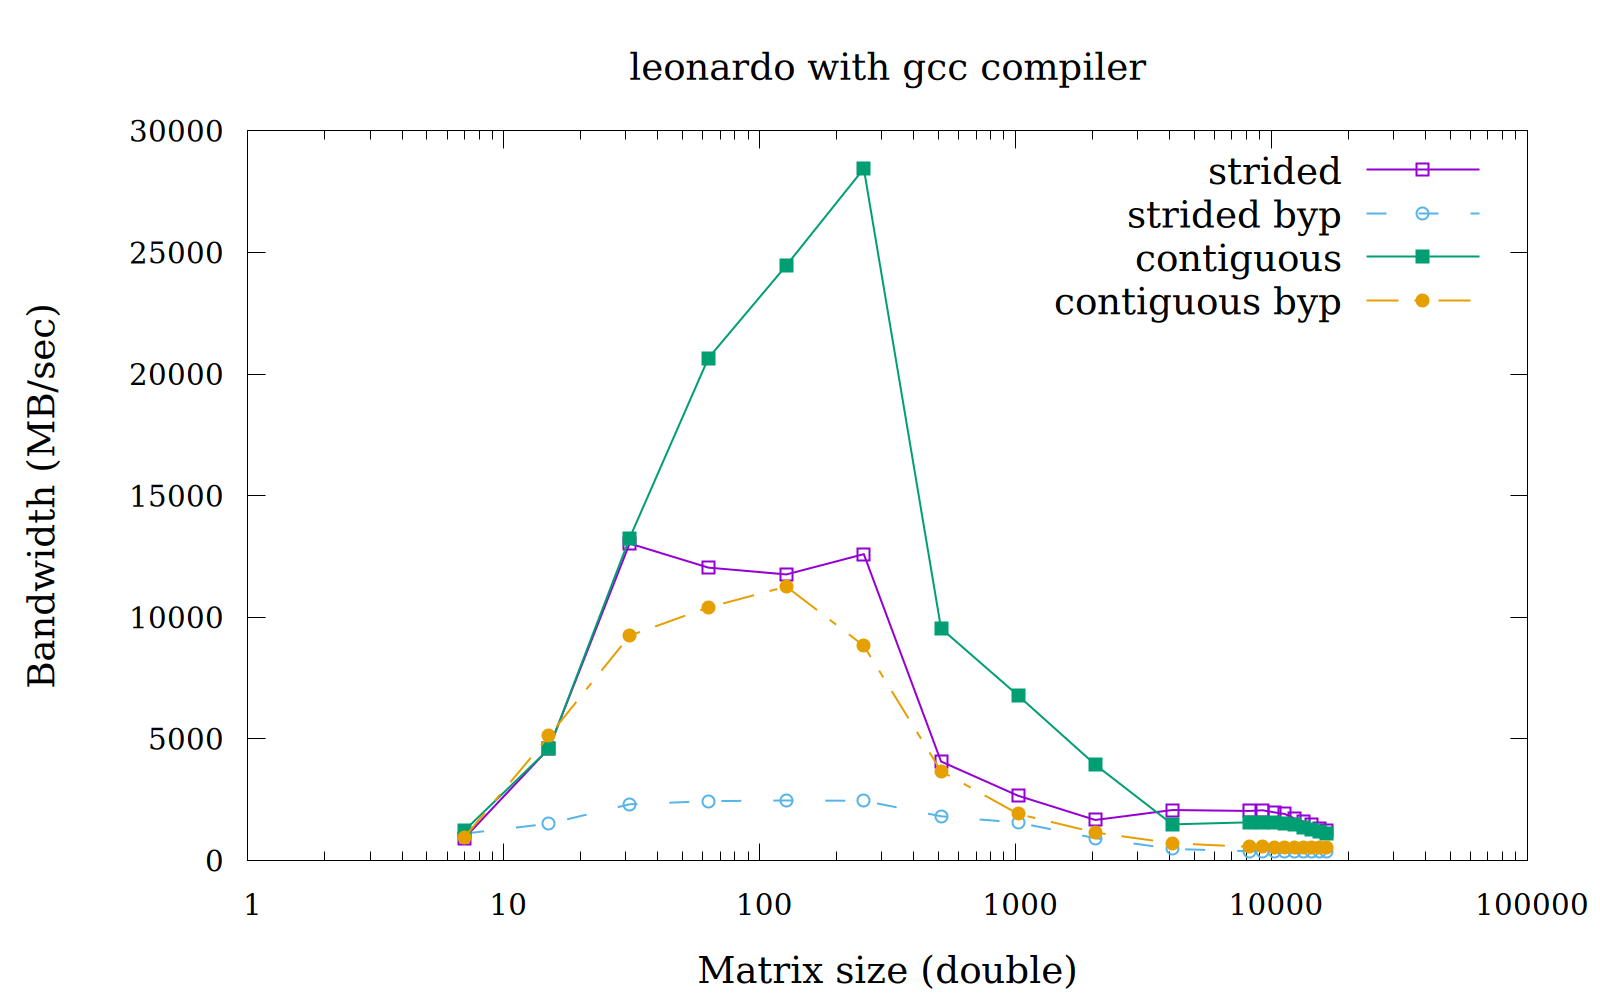 leonardo with gcc compiler
30000
25000
20000
15000
10000
5000
0
Bandwidth (MB/sec)
strided
strided byp
contiguous
contiguous byp
1 10 100 1000 10000 100000
Matrix size (double)